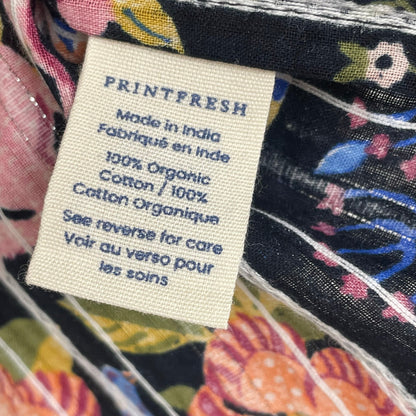 PRINTFRESH
Made in India
Fabriqué en Inde
100% Organic
Cotton / 100%
Cotton Organique
See reverse for care
Voir au verso pour
les soins